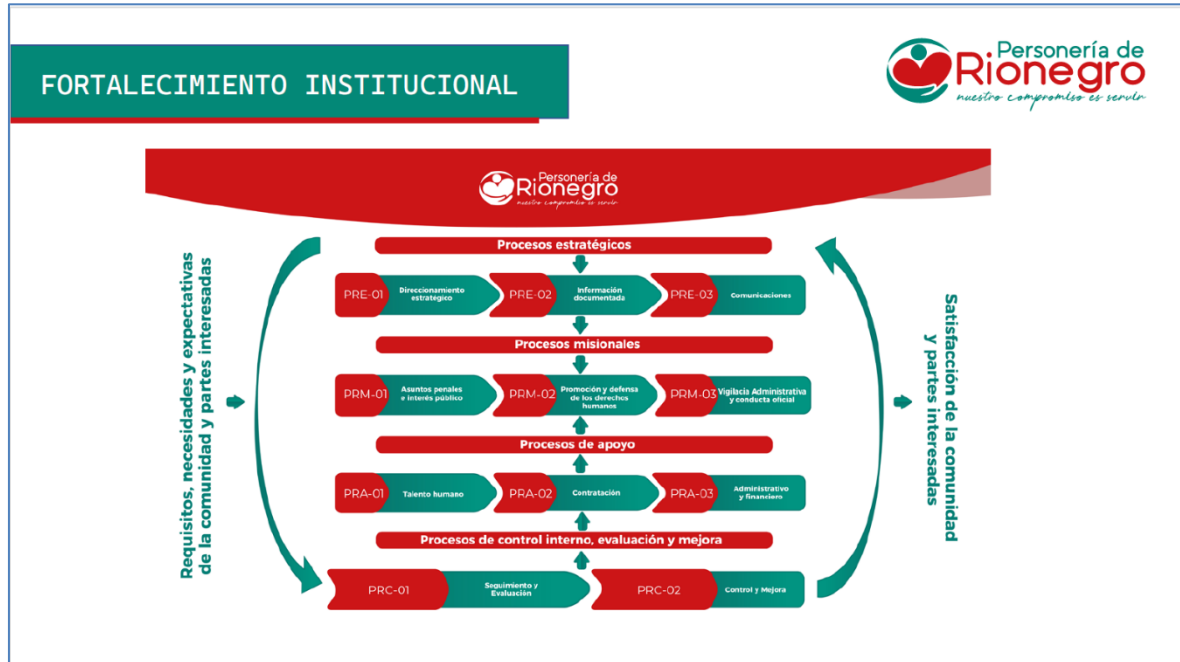 FORTALECIMIENTO INSTITUCIONAL
Personería de
Rionegro
nuestro compromiso es servir
Personería de
Rionegro
nuestro compromiso es servir
Requisitos, necesidades y expectativas
de la comunidad y partes interesadas
Procesos estratégicos
PRE-01
Direccionamiento
estratégico
PRE-02
Información
documentada
PRE-03
Comunicaciones
Procesos misionales
PRM-01
Asuntos penales
e interés público
PRM-02
Promoción y defensa
de los derechos
humanos
PRM-03
Vigilacia Administrativa
y conducta oficial
Procesos de apoyo
PRA-01
Talento humano
PRA-02
Contratación
PRA-03
Administrativo
y financiero
Procesos de control interno, evaluación y mejora
PRC-01
Seguimiento y
Evaluación
PRC-02
Control y Mejora
Satisfacción de la comunidad
y partes interesadas